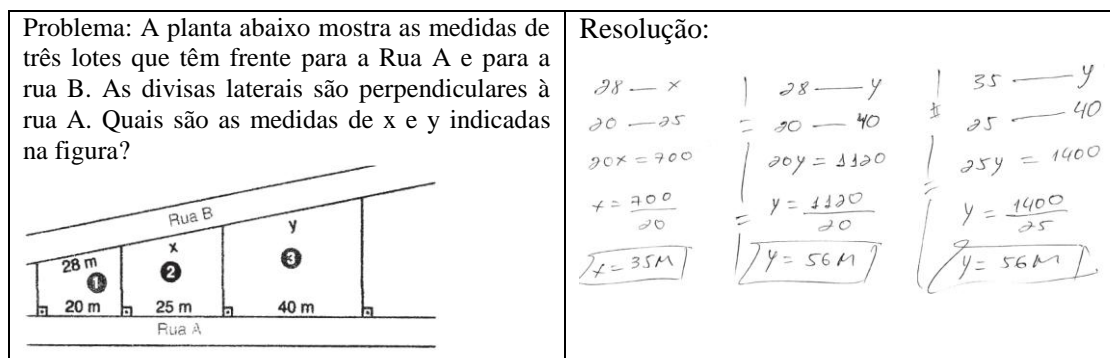 Problema: A planta abaixo mostra as medidas de
três lotes que têm frente para a Rua A e para a
rua B. As divisas laterais são perpendiculares à
rua A. Quais são as medidas de x e y indicadas
na figura?
Rua B
28 m
x
y
1
2
3
20 m
25 m
40 m
Rua A
Resolução:
28 — x
20 — 25
20x = 700
x = 700/20
x = 35M
28 — y
= 20 — 40
20y = 1120
= y = 1120/20
y = 56M
35 — y
25 — 40
25y = 1400
= y = 1400/25
y = 56M